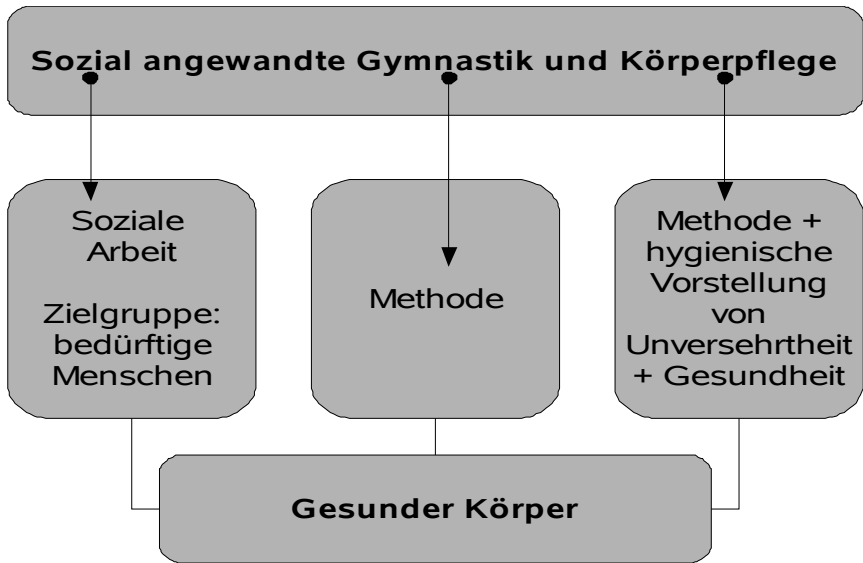 Sozial angewandte Gymnastik und Körperpflege
Soziale
Arbeit
Zielgruppe:
bedürftige
Menschen
Methode
Methode +
hygienische
Vorstellung
von
Unversehrtheit
+ Gesundheit
Gesunder Körper